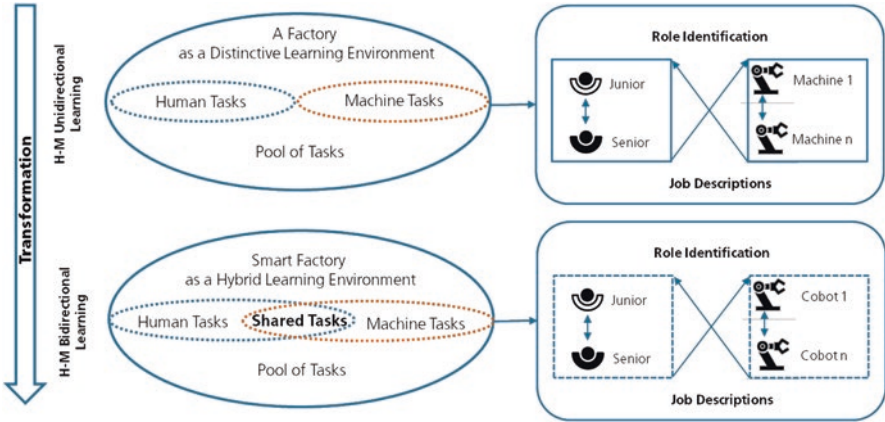 Transformation
H-M Unidirectional
Learning
A Factory
as a Distinctive Learning Environment
Human Tasks
Machine Tasks
Pool of Tasks
Role Identification
Junior
Senior
Machine 1
Machine n
Job Descriptions
H-M Bidirectional
Learning
Smart Factory
as a Hybrid Learning Environment
Human Tasks
Shared Tasks
Machine Tasks
Pool of Tasks
Role Identification
Junior
Senior
Cobot 1
Cobot n
Job Descriptions